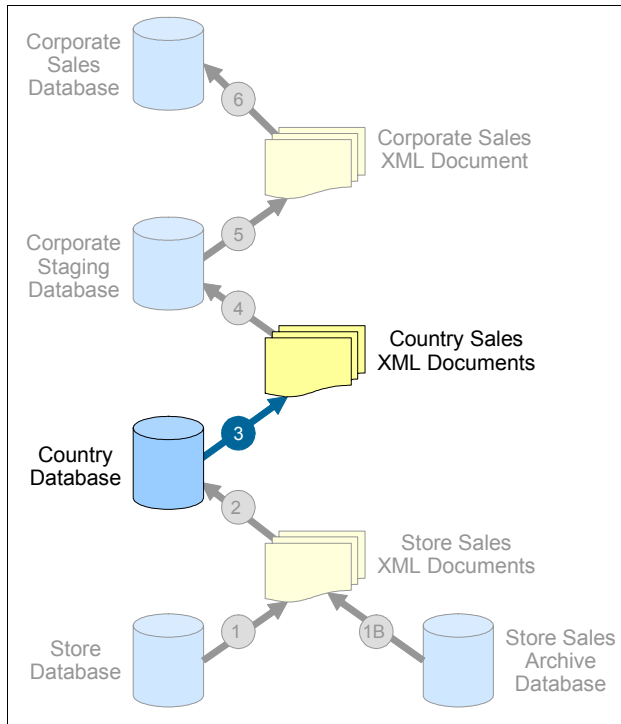 Corporate
Sales
Database
6
Corporate Sales
XML Document
5
Corporate
Staging
Database
4
Country Sales
XML Documents
3
Country
Database
2
Store Sales
XML Documents
1
1B
Store
Database
Store Sales
Archive
Database